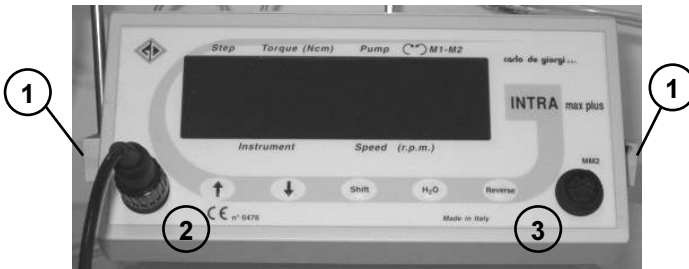 Step Torque (Ncm) Pump M1-M2
carlo de giorgi s.r.l.
1
1
INTRA max plus
Instrument Speed (r.p.m.)
MM2
Shift H₂O Reverse
2
CE n° 0476
Made in Italy
3